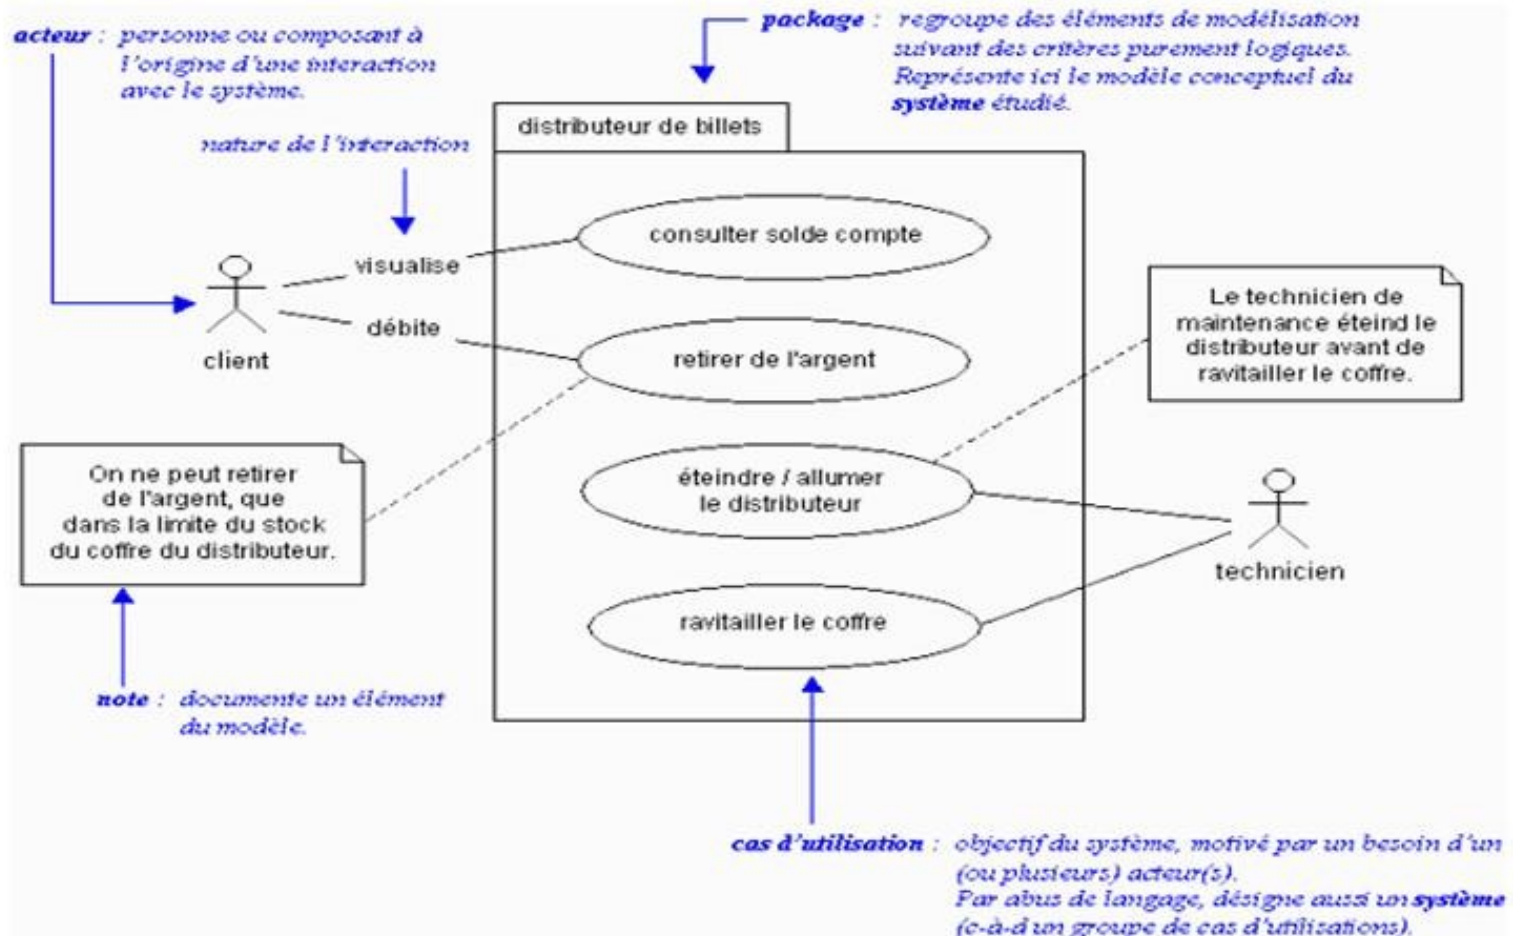 acteur : personne ou composant à
l'origine d'une interaction
avec le système.
package : regroupe des éléments de modélisation
suivant des critères purement logiques.
Représente ici le modèle conceptuel du
système étudié.
nature de l'interaction
distributeur de billets
consulter solde compte
visualise
débite
client
retirer de l'argent
Le technicien de
maintenance éteind le
distributeur avant de
ravitailler le coffre.
On ne peut retirer
de l'argent, que
dans la limite du stock
du coffre du distributeur.
éteindre / allumer
le distributeur
technicien
ravitailler le coffre
note : documente un élément
du modèle.
cas d'utilisation : objectif du système, motivé par un besoin d'un
(ou plusieurs) acteur(s).
Par abus de langage, désigne aussi un système
(c-à-d un groupe de cas d'utilisations).